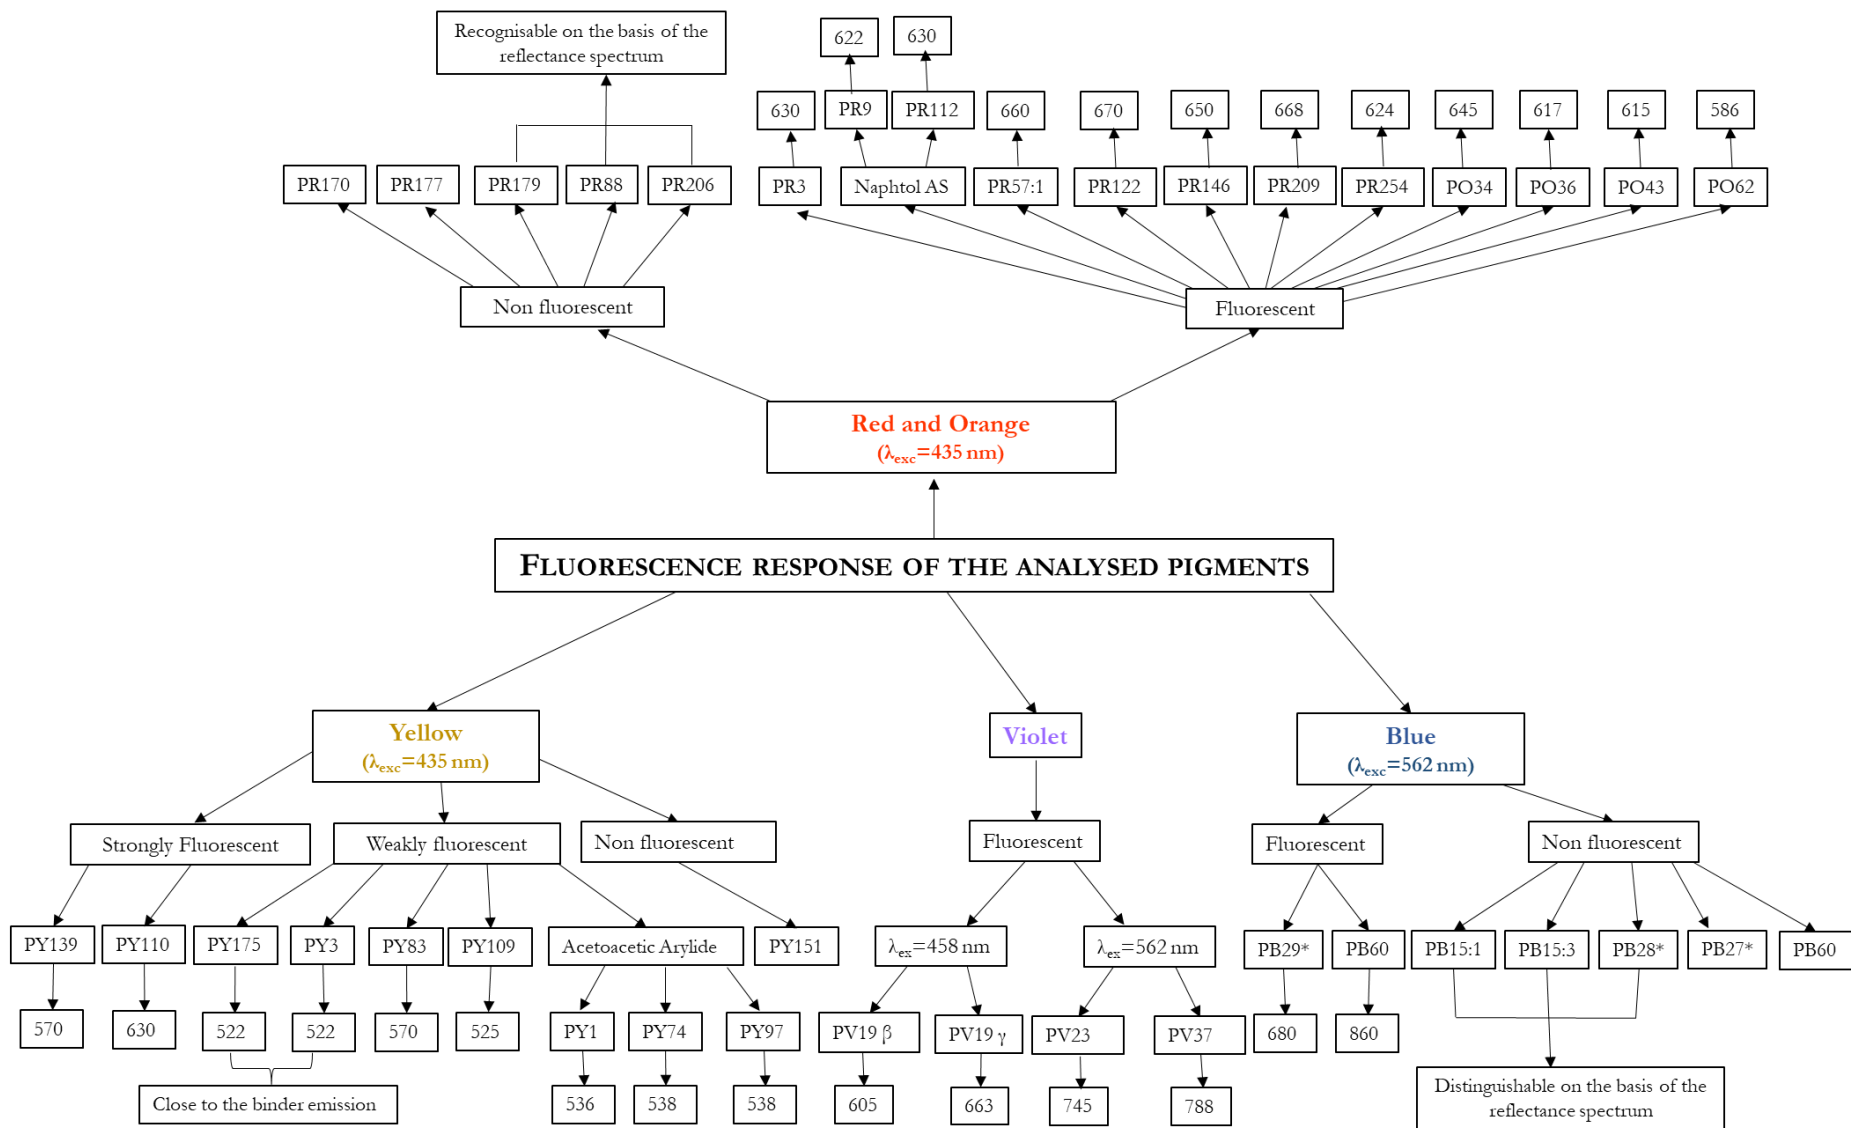 Recognisable on the basis of the
reflectance spectrum
622
630
630
PR9
PR112
660
670
650
668
624
645
617
615
586
PR170
PR177
PR179
PR88
PR206
PR3
Naphtol AS
PR57:1
PR122
PR146
PR209
PR254
PO34
PO36
PO43
PO62
Non fluorescent
Fluorescent
Red and Orange
(λexc=435 nm)
FLUORESCENCE RESPONSE OF THE ANALYSED PIGMENTS
Yellow
(λexc=435 nm)
Violet
Blue
(λexc=562 nm)
Strongly Fluorescent
Weakly fluorescent
Non fluorescent
Fluorescent
Fluorescent
Non fluorescent
PY139
PY110
PY175
PY3
PY83
PY109
Acetoacetic Arylide
PY151
λex=458 nm
λex=562 nm
PB29*
PB60
PB15:1
PB15:3
PB28*
PB27*
PB60
570
630
522
522
570
525
PY1
PY74
PY97
PV19 β
PV19 γ
PV23
PV37
680
860
Close to the binder emission
536
538
538
605
663
745
788
Distinguishable on the basis of the
reflectance spectrum